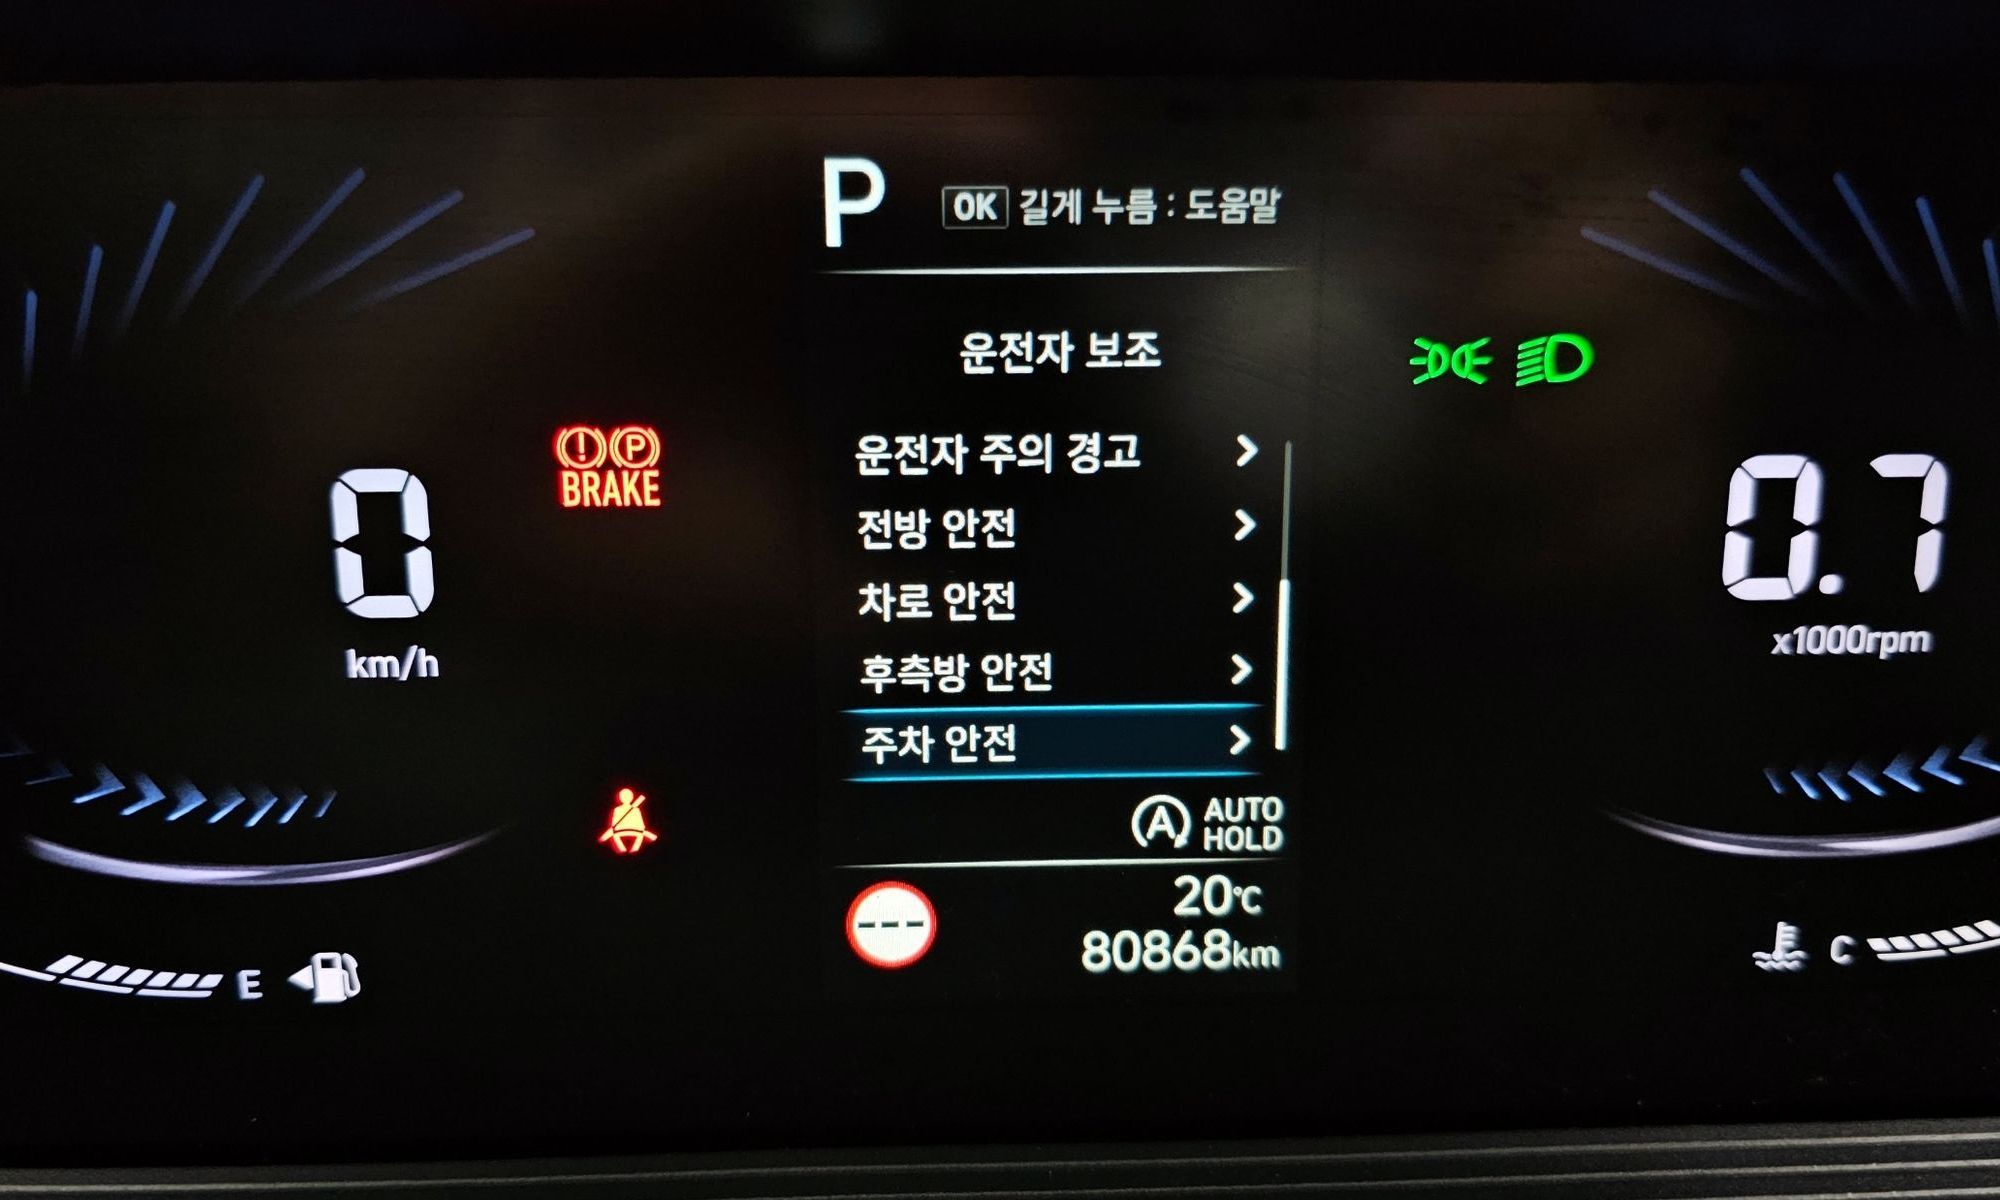 P
OK 길게 누름 : 도움말
운전자 보조
운전자 주의 경고
전방 안전
차로 안전
후측방 안전
주차 안전
AUTO
HOLD
20℃
80868km
P
BRAKE
0
km/h
E
0.7
x1000rpm
C
A